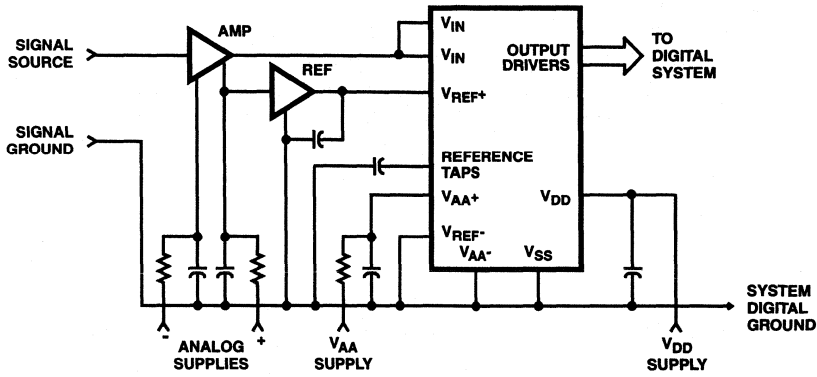 AMP
SIGNAL
SOURCE
REF
SIGNAL
GROUND
VIN
VIN
VREF+
REFERENCE
TAPS
VAA+
VREF-
VAA-
VSS
VDD
OUTPUT
DRIVERS
TO
DIGITAL
SYSTEM
SYSTEM
DIGITAL
GROUND
-
ANALOG
SUPPLIES
+
VAA
SUPPLY
VDD
SUPPLY